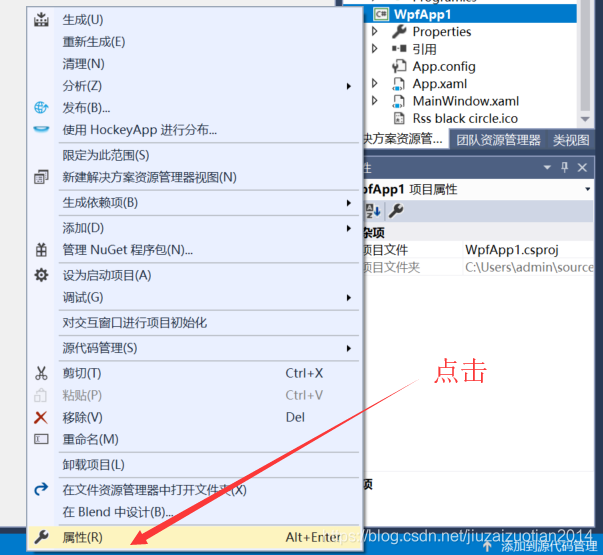 生成(U)
重新生成(E)
清理(N)
分析(Z)
发布(B)...
使用 HockeyApp 进行分布...
限定为此范围(S)
新建解决方案资源管理器视图(N)
生成依赖项(B)
添加(D)
管理 NuGet 程序包(N)...
设为启动项目(A)
调试(G)
对交互窗口进行项目初始化
源代码管理(S)
剪切(T) Ctrl+X
粘贴(P) Ctrl+V
移除(V) Del
重命名(M)
卸载项目(L)
在文件资源管理器中打开文件夹(X)
在 Blend 中设计(B)...
属性(R) Alt+Enter
WpfApp1
Properties
引用
App.config
App.xaml
MainWindow.xaml
Rss black circle.ico
决方案资源管... 团队资源管理器 类视图
性
pfApp1 项目属性
杂项
项目文件 WpfApp1.csproj
项目文件夹 C:\Users\admin\source
点击
项
https://blog.csdn.net/jiuzaizuotian2014
添加到源代码管理